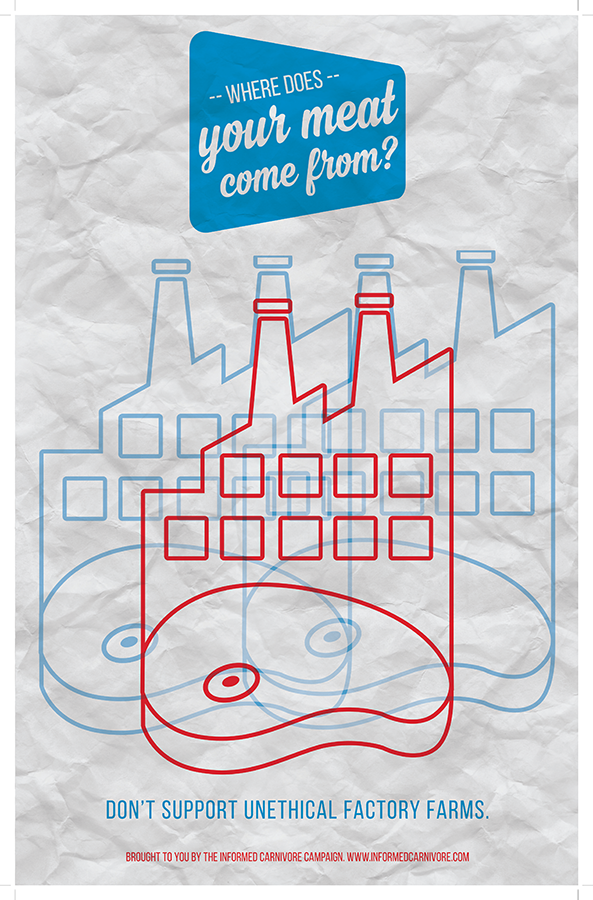 -- WHERE DOES --
your meat
come from?
DON'T SUPPORT UNETHICAL FACTORY FARMS.
BROUGHT TO YOU BY THE INFORMED CARNIVORE CAMPAIGN. WWW.INFORMEDCARNIVORE.COM